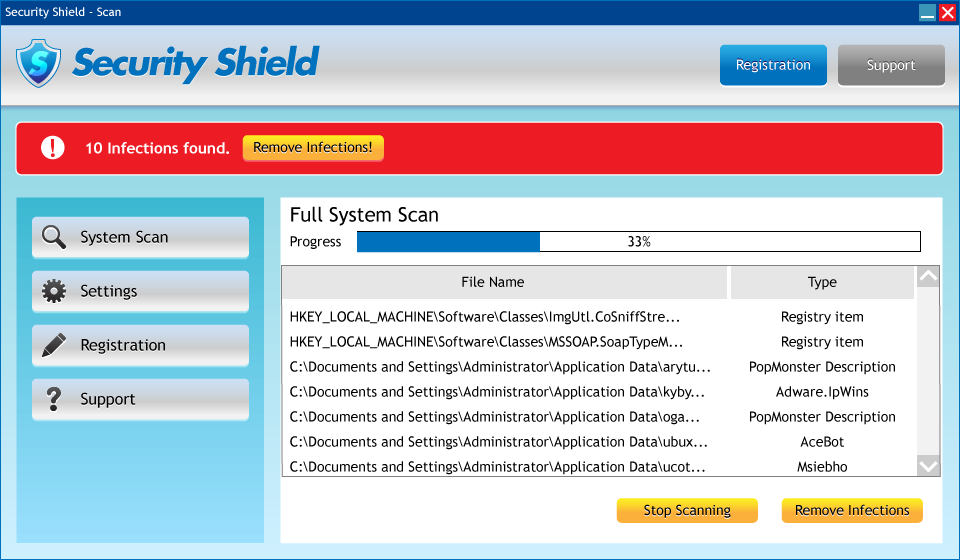 Security Shield - Scan
Security Shield
Registration
Support
10 Infections found.
Remove Infections!
System Scan
Settings
Registration
Support
Full System Scan
Progress
33%
File Name
Type
HKEY_LOCAL_MACHINE\Software\Classes\ImgUtl.CoSniffStre... Registry item
HKEY_LOCAL_MACHINE\Software\Classes\MSSOAP.SoapTypeM... Registry item
C:\Documents and Settings\Administrator\Application Data\arytu... PopMonster Description
C:\Documents and Settings\Administrator\Application Data\kyby... Adware.IpWins
C:\Documents and Settings\Administrator\Application Data\oga... PopMonster Description
C:\Documents and Settings\Administrator\Application Data\ubux... AceBot
C:\Documents and Settings\Administrator\Application Data\ucot... Msiebho
Stop Scanning
Remove Infections